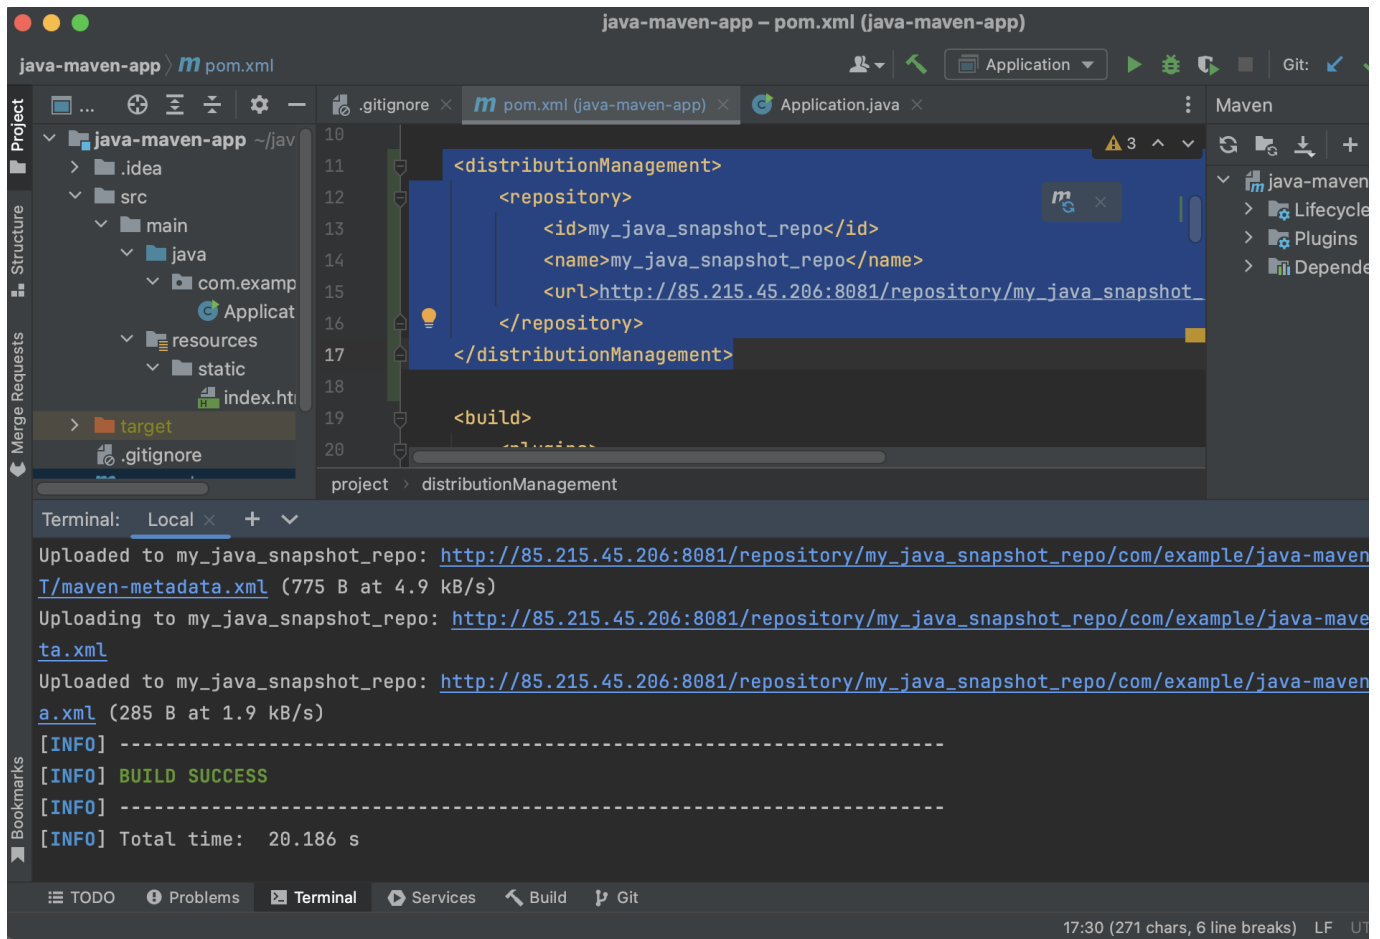 java-maven-app – pom.xml (java-maven-app)
java-maven-app 〉 m pom.xml
Application
Git:
Project
Structure
Merge Requests
Bookmarks
...
.gitignore
pom.xml (java-maven-app)
Application.java
Maven
java-maven-app ~/jav
.idea
src
main
java
com.examp
Applicat
resources
static
index.ht
target
.gitignore
10
11 <distributionManagement>
12 <repository>
13 <id>my_java_snapshot_repo</id>
14 <name>my_java_snapshot_repo</name>
15 <url>http://85.215.45.206:8081/repository/my_java_snapshot_
16 </repository>
17 </distributionManagement>
18
19 <build>
20 <plugins>
3
java-maven
Lifecycle
Plugins
Depende
project › distributionManagement
Terminal: Local
Uploaded to my_java_snapshot_repo: http://85.215.45.206:8081/repository/my_java_snapshot_repo/com/example/java-maven
T/maven-metadata.xml (775 B at 4.9 kB/s)
Uploading to my_java_snapshot_repo: http://85.215.45.206:8081/repository/my_java_snapshot_repo/com/example/java-mave
ta.xml
Uploaded to my_java_snapshot_repo: http://85.215.45.206:8081/repository/my_java_snapshot_repo/com/example/java-maven
a.xml (285 B at 1.9 kB/s)
[INFO] ------------------------------------------------------------------------
[INFO] BUILD SUCCESS
[INFO] ------------------------------------------------------------------------
[INFO] Total time:  20.186 s
TODO Problems Terminal Services Build Git
17:30 (271 chars, 6 line breaks) LF UT